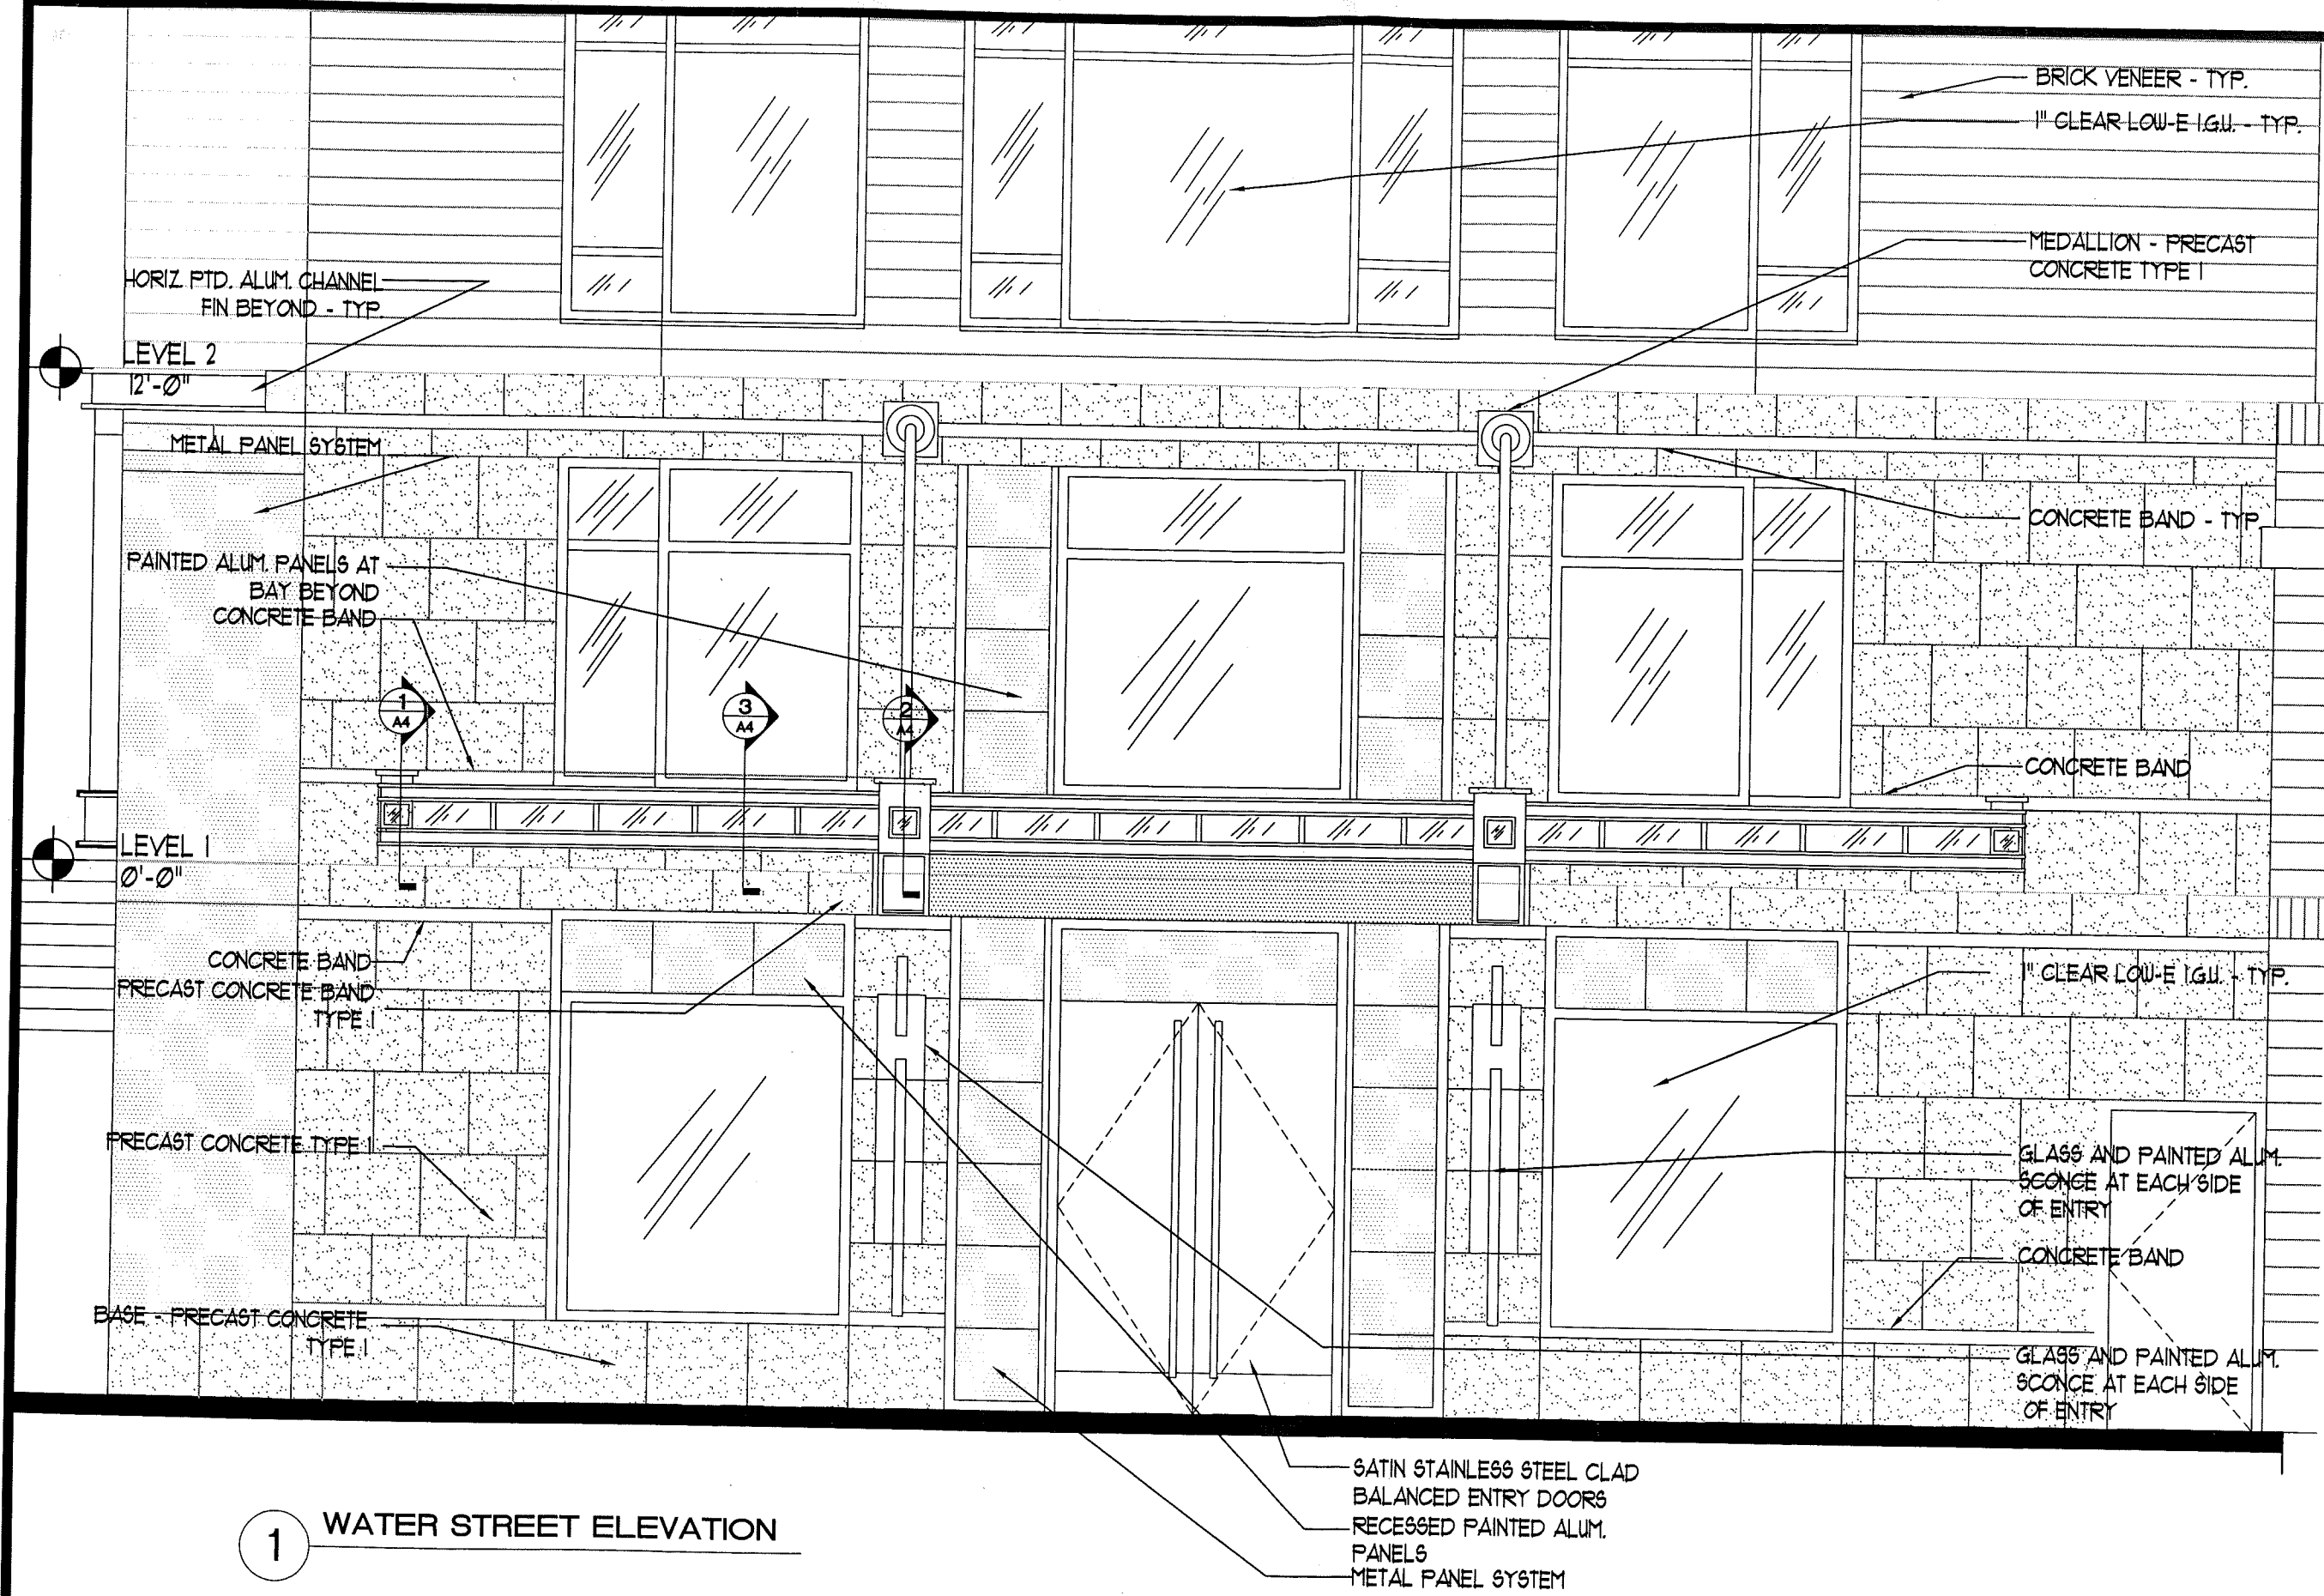 BRICK VENEER - TYP.
1" CLEAR LOW-E I.G.U. - TYP.
MEDALLION - PRECAST
CONCRETE TYPE 1
HORIZ PTD. ALUM. CHANNEL
FIN BEYOND - TYP.
LEVEL 2
12'-0"
METAL PANEL SYSTEM
CONCRETE BAND - TYP.
PAINTED ALUM. PANELS AT
BAY BEYOND
CONCRETE BAND
1
A4
3
A4
2
A4
CONCRETE BAND
LEVEL 1
0'-0"
CONCRETE BAND
PRECAST CONCRETE BAND
TYPE 1
1" CLEAR LOW-E I.G.U. - TYP.
PRECAST CONCRETE TYPE 1
GLASS AND PAINTED ALUM.
SCONCE AT EACH SIDE
OF ENTRY
CONCRETE BAND
BASE - PRECAST CONCRETE
TYPE 1
GLASS AND PAINTED ALUM.
SCONCE AT EACH SIDE
OF ENTRY
SATIN STAINLESS STEEL CLAD
BALANCED ENTRY DOORS
RECESSED PAINTED ALUM.
PANELS
METAL PANEL SYSTEM
1 WATER STREET ELEVATION